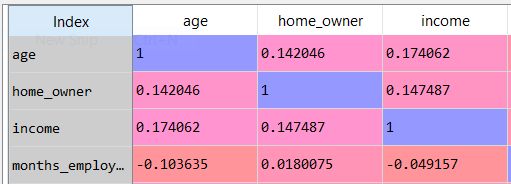 Index age home_owner income
age 1 0.142046 0.174062
home_owner 0.142046 1 0.147487
income 0.174062 0.147487 1
months_employ… -0.103635 0.0180075 -0.049157